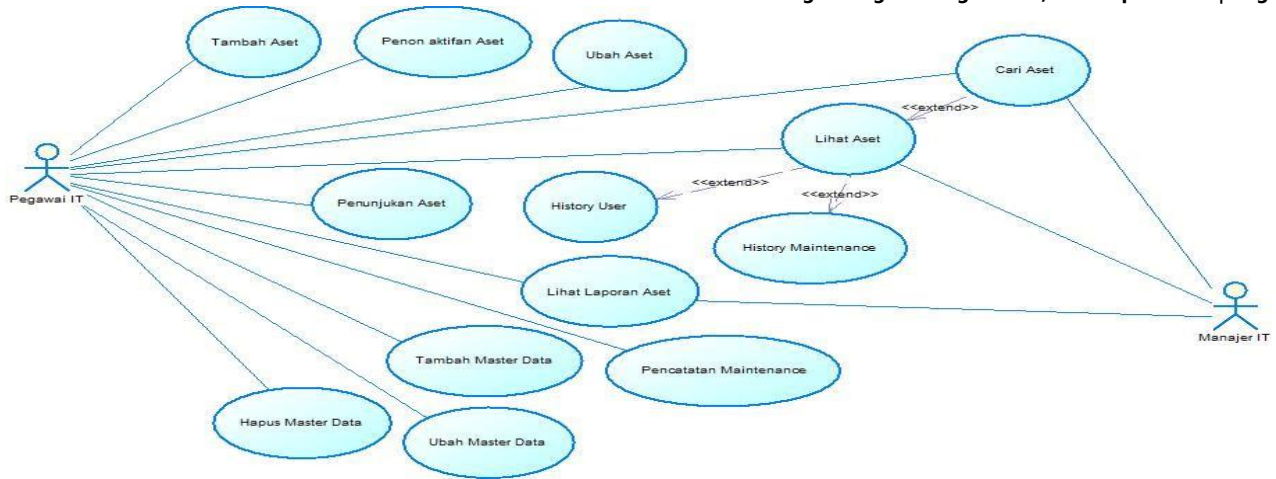 Tambah Aset
Penon aktifan Aset
Ubah Aset
Cari Aset
<<extend>>
Lihat Aset
Pegawai IT
Penunjukan Aset
<<extend>>
History User
<<extend>>
History Maintenance
Lihat Laporan Aset
Manajer IT
Tambah Master Data
Pencatatan Maintenance
Hapus Master Data
Ubah Master Data